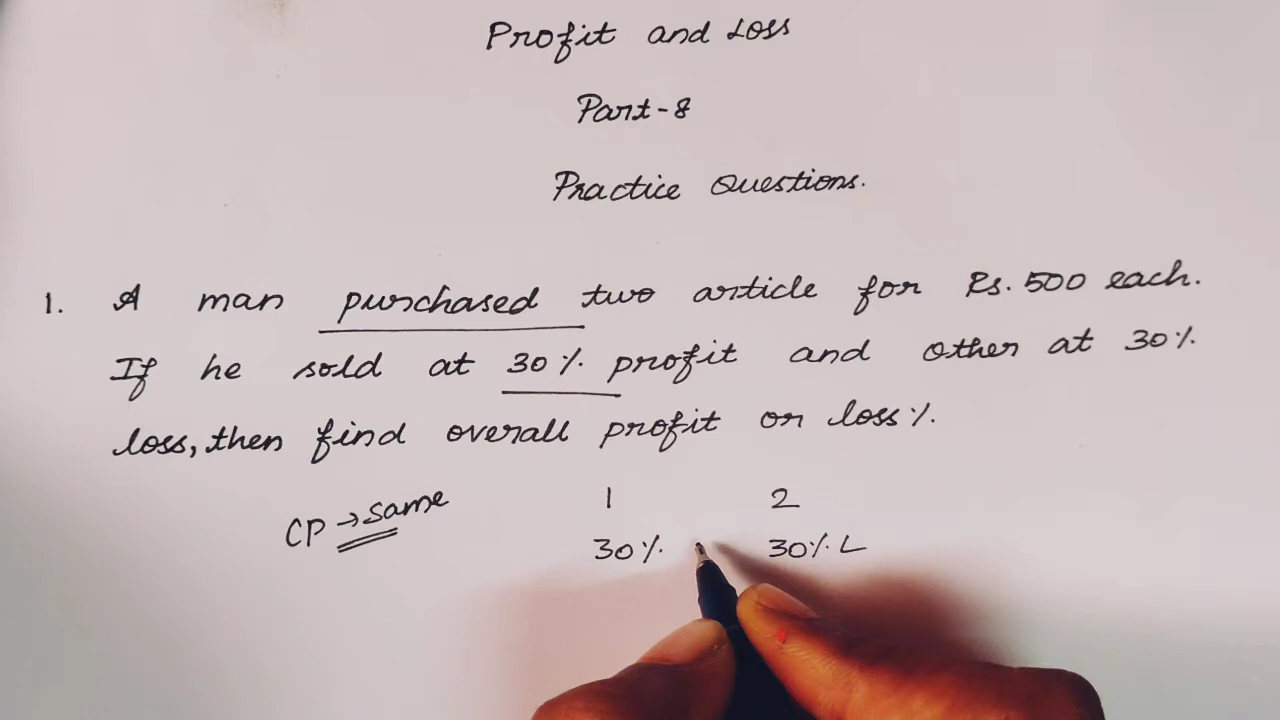 Profit and Loss
Part-8
Practice Questions.
1. A man purchased two article for Rs. 500 each.
If he sold at 30% profit and other at 30%
loss, then find overall profit or loss%.
CP → same 1 2
30% 30% L